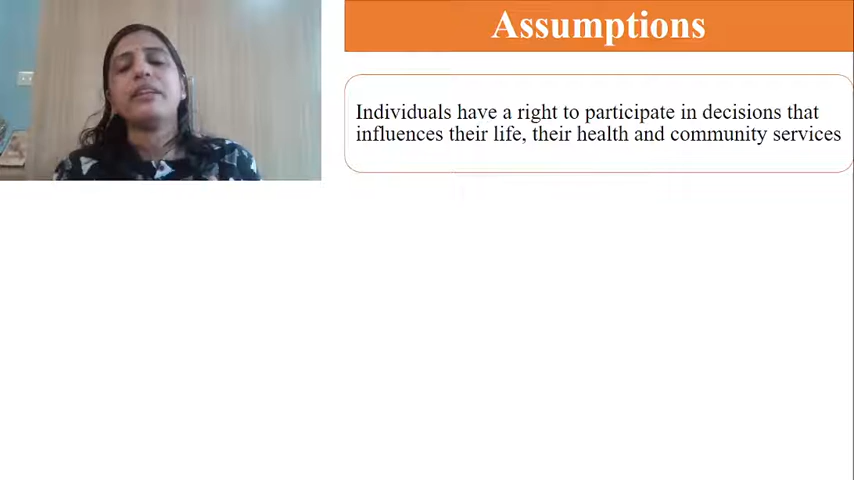 Assumptions
Individuals have a right to participate in decisions that
influences their life, their health and community services